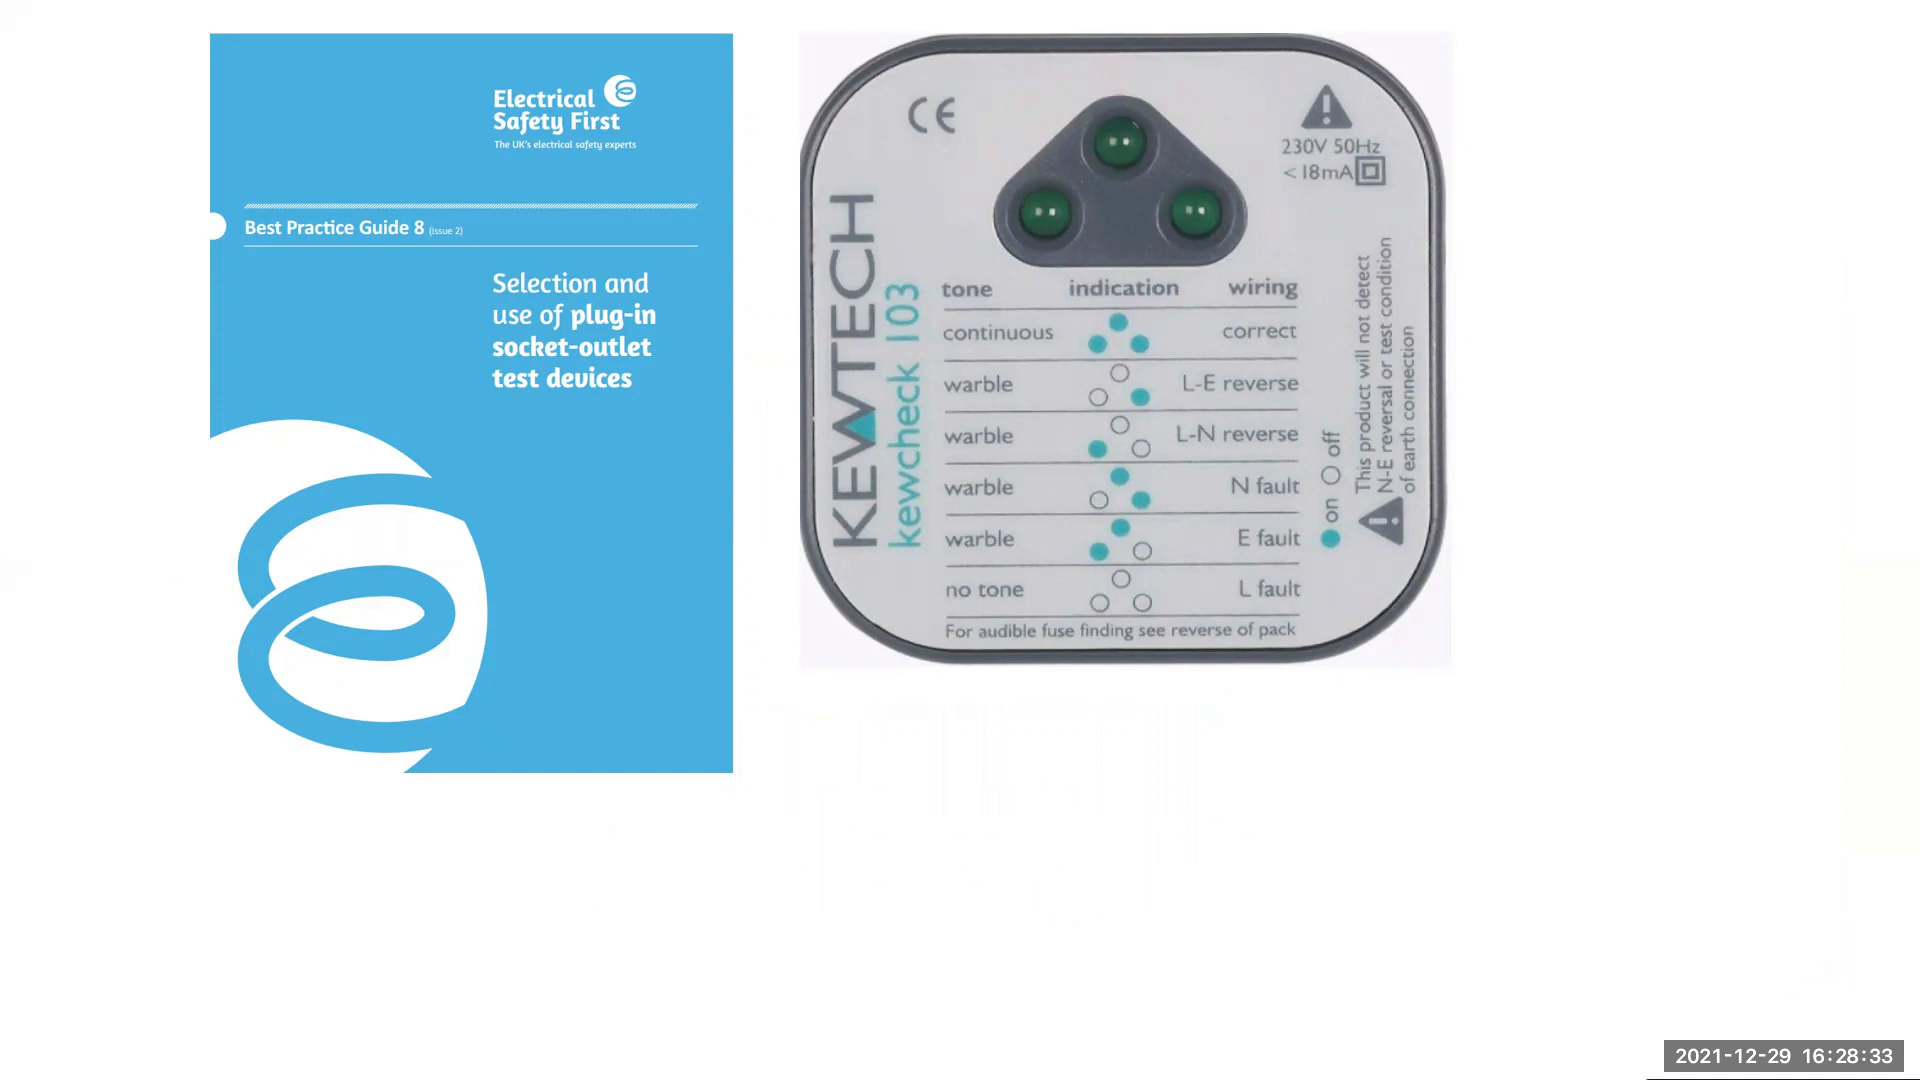 Electrical
Safety First
The UK's electrical safety experts
Best Practice Guide 8 (Issue 2)
Selection and
use of plug-in
socket-outlet
test devices
CE
230V 50Hz
< 18mA
KEWTECH
kewcheck 103
tone indication wiring
continuous correct
warble L-E reverse
warble L-N reverse
warble N fault
warble E fault
no tone L fault
For audible fuse finding see reverse of pack
on off
This product will not detect
N-E reversal or test condition
of earth connection
2021-12-29 16:28:33